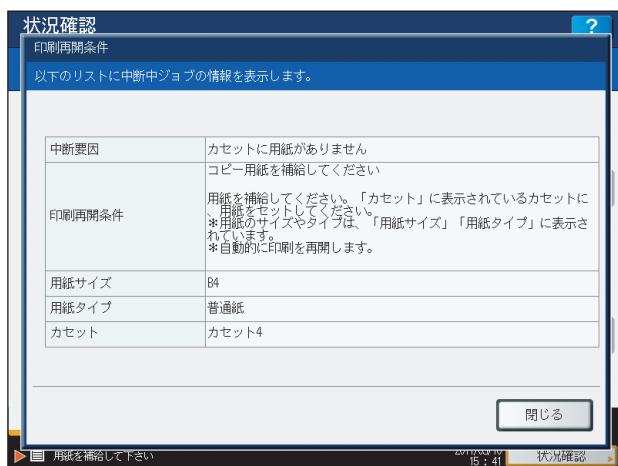 状況確認
?
印刷再開条件
以下のリストに中断中ジョブの情報を表示します。
中断要因
カセットに用紙がありません
印刷再開条件
コピー用紙を補給してください
用紙を補給してください。「カセット」に表示されているカセットに
、用紙をセットしてください。
*用紙のサイズやタイプは、「用紙サイズ」「用紙タイプ」に表示さ
れています。
*自動的に印刷を再開します。
用紙サイズ
B4
用紙タイプ
普通紙
カセット
カセット4
閉じる
用紙を補給して下さい
15:41
状況確認